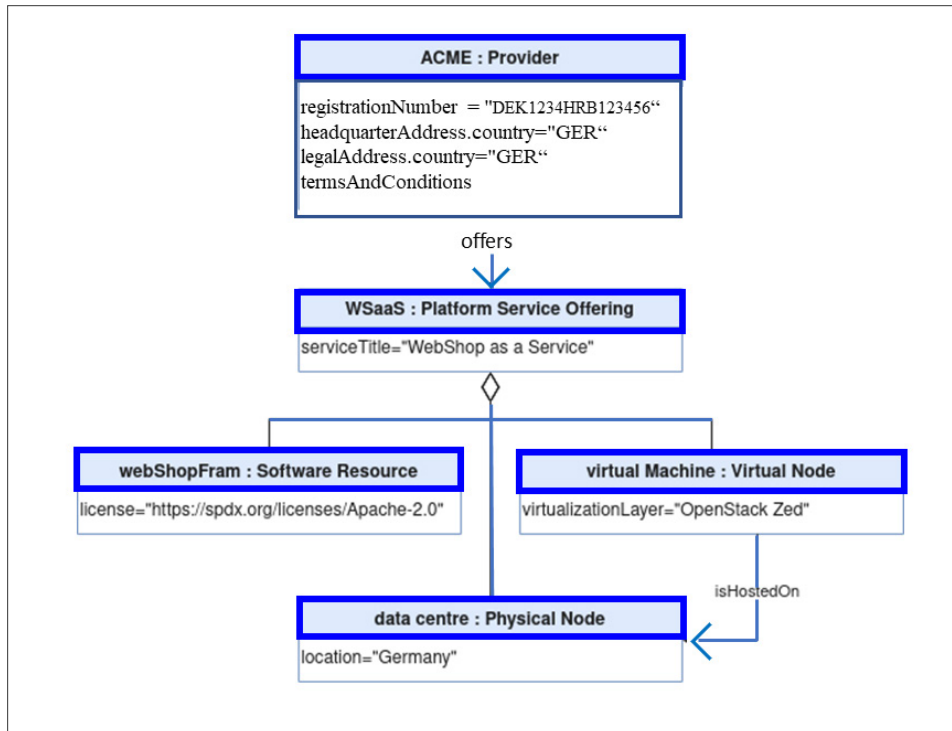 ACME : Provider
registrationNumber = "DEK1234HRB123456“
headquarterAddress.country="GER“
legalAddress.country="GER“
termsAndConditions
offers
WSaaS : Platform Service Offering
serviceTitle="WebShop as a Service"
webShopFram : Software Resource
license="https://spdx.org/licenses/Apache-2.0"
virtual Machine : Virtual Node
virtualizationLayer="OpenStack Zed"
isHostedOn
data centre : Physical Node
location="Germany"